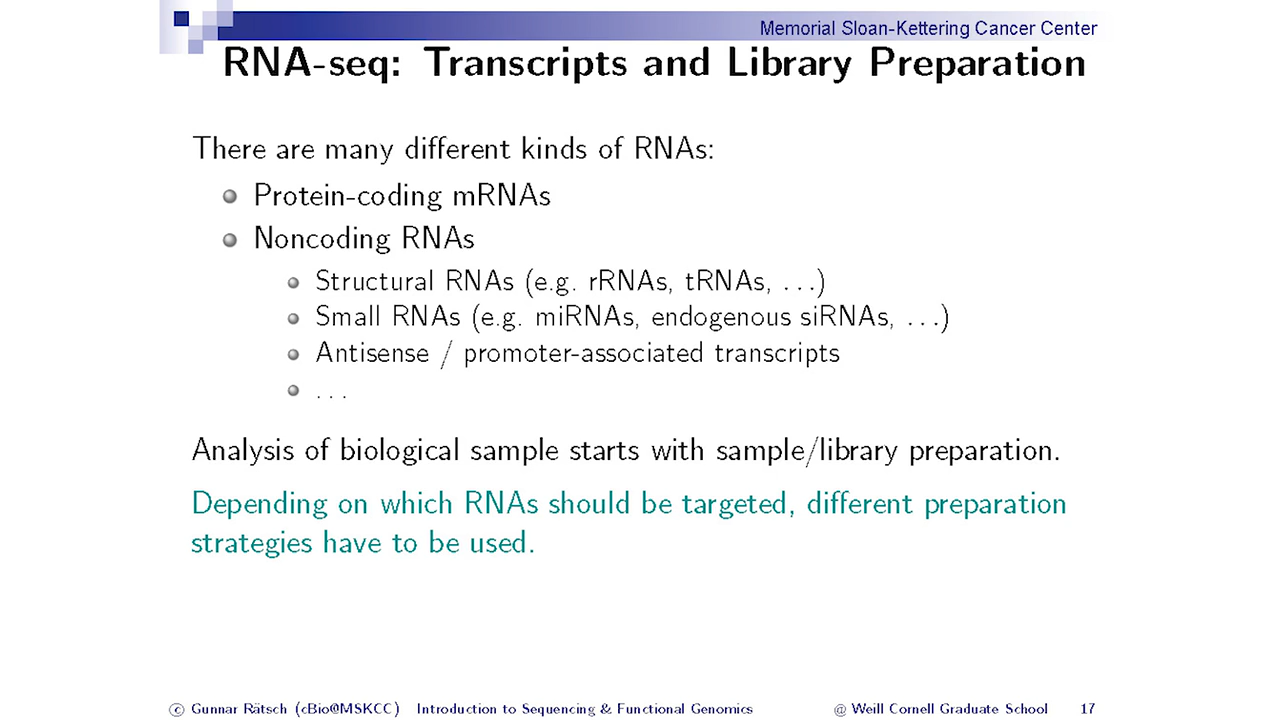 Memorial Sloan-Kettering Cancer Center
RNA-seq: Transcripts and Library Preparation
There are many different kinds of RNAs:
Protein-coding mRNAs
Noncoding RNAs
Structural RNAs (e.g. rRNAs, tRNAs, ...)
Small RNAs (e.g. miRNAs, endogenous siRNAs, ...)
Antisense / promoter-associated transcripts
...
Analysis of biological sample starts with sample/library preparation.
Depending on which RNAs should be targeted, different preparation
strategies have to be used.
© Gunnar Rätsch (cBio@MSKCC) Introduction to Sequencing & Functional Genomics @ Weill Cornell Graduate School 17